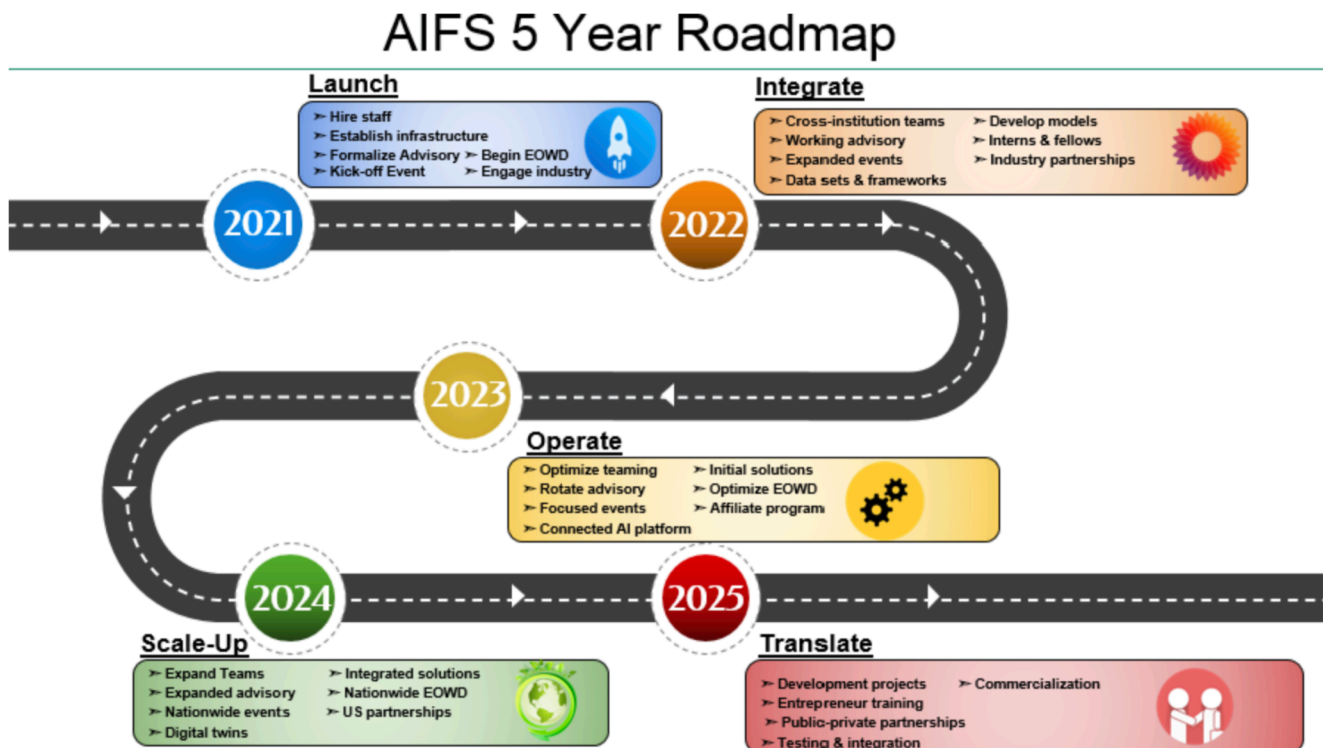 AIFS 5 Year Roadmap
Launch
➣ Hire staff
➣ Establish infrastructure
➣ Formalize Advisory ➣ Begin EOWD
➣ Kick-off Event ➣ Engage industry
Integrate
➣ Cross-institution teams ➣ Develop models
➣ Working advisory ➣ Interns & fellows
➣ Expanded events ➣ Industry partnerships
➣ Data sets & frameworks
2021
2022
2023
Operate
➣ Optimize teaming ➣ Initial solutions
➣ Rotate advisory ➣ Optimize EOWD
➣ Focused events ➣ Affiliate program
➣ Connected AI platform
2024
2025
Scale-Up
➣ Expand Teams ➣ Integrated solutions
➣ Expanded advisory ➣ Nationwide EOWD
➣ Nationwide events ➣ US partnerships
➣ Digital twins
Translate
➣ Development projects ➣ Commercialization
➣ Entrepreneur training
➣ Public-private partnerships
➣ Testing & integration